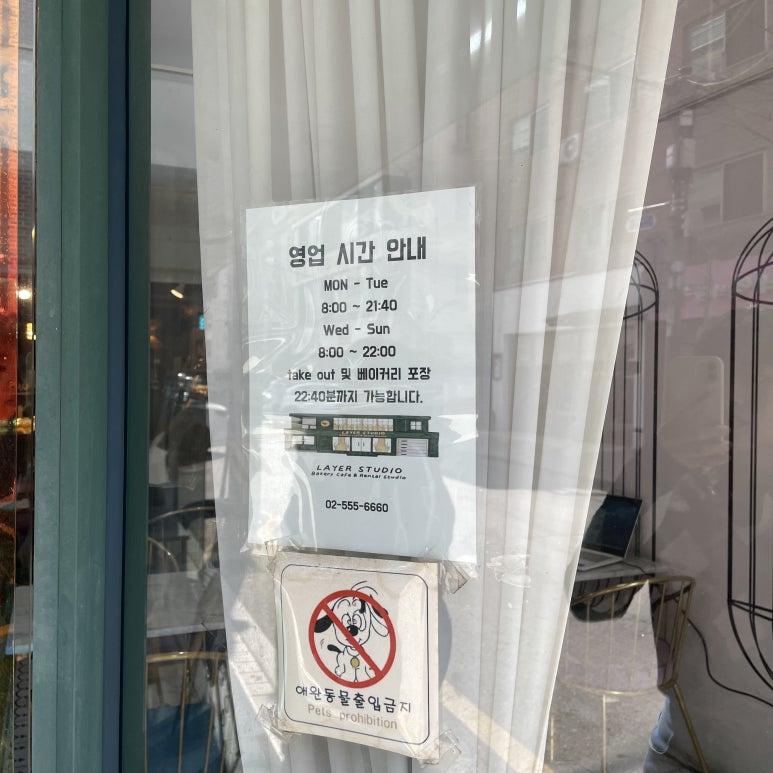 영업 시간 안내
MON - Tue
8:00 ~ 21:40
Wed - Sun
8:00 ~ 22:00
take out 및 베이커리 포장
22:40분까지 가능합니다.
LAYER STUDIO
LAYER STUDIO
Bakery Cafe & Rental Studio
02-555-6660
애완동물출입금지
Pets prohibition